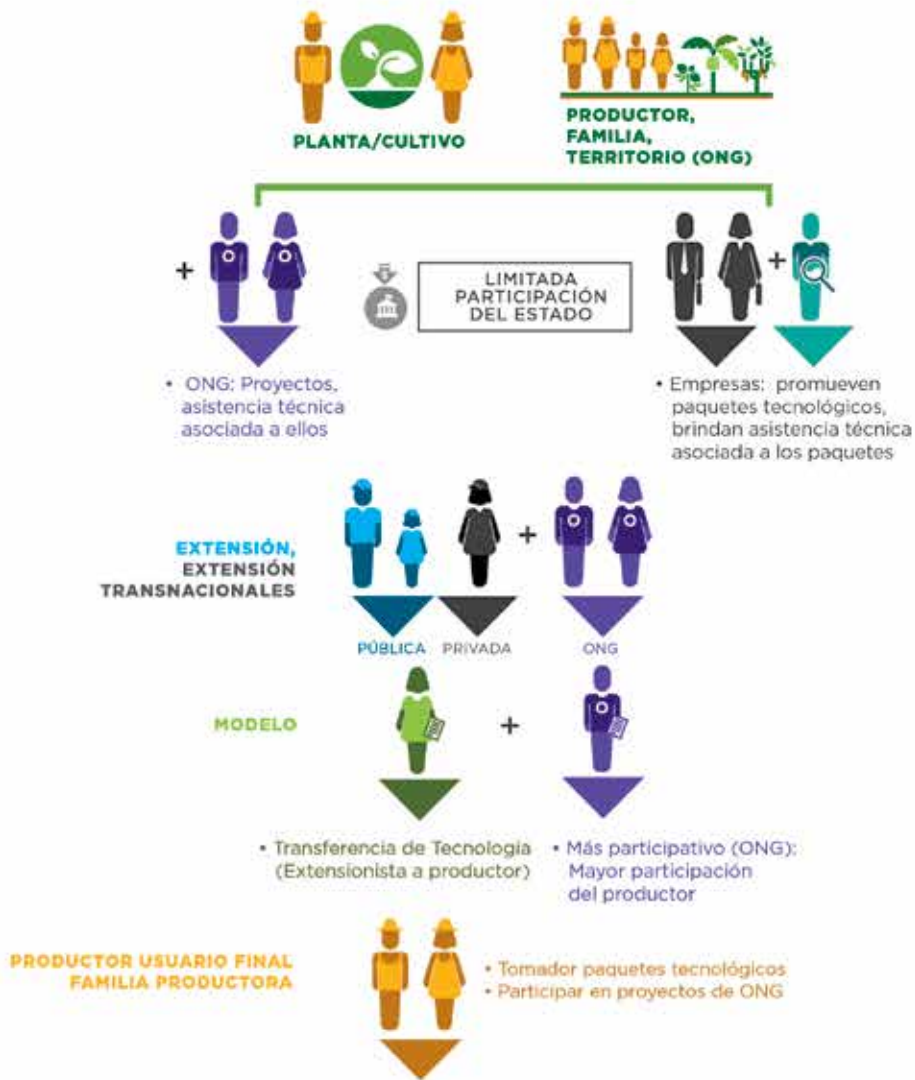 PLANTA/CULTIVO
PRODUCTOR,
FAMILIA,
TERRITORIO (ONG)
+
+
LIMITADA
PARTICIPACIÓN
DEL ESTADO
• ONG: Proyectos,
asistencia técnica
asociada a ellos
• Empresas: promueven
paquetes tecnológicos,
brindan asistencia técnica
asociada a los paquetes
EXTENSIÓN,
EXTENSIÓN
TRANSNACIONALES
+
PÚBLICA
PRIVADA
ONG
MODELO
+
• Transferencia de Tecnología
(Extensionista a productor)
• Más participativo (ONG):
Mayor participación
del productor
PRODUCTOR USUARIO FINAL
FAMILIA PRODUCTORA
• Tomador paquetes tecnológicos
• Participar en proyectos de ONG